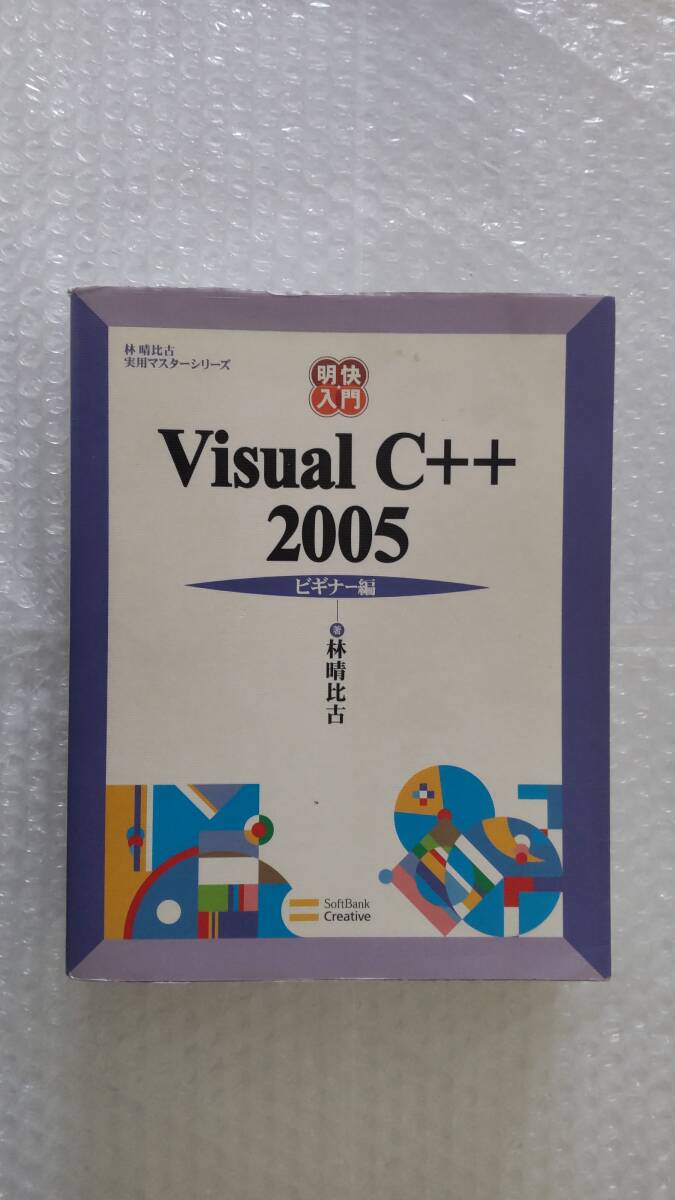 林 晴比古
実用マスターシリーズ
明快
入門
Visual C++
2005
ビギナー編
著
林晴比古
SoftBank
Creative